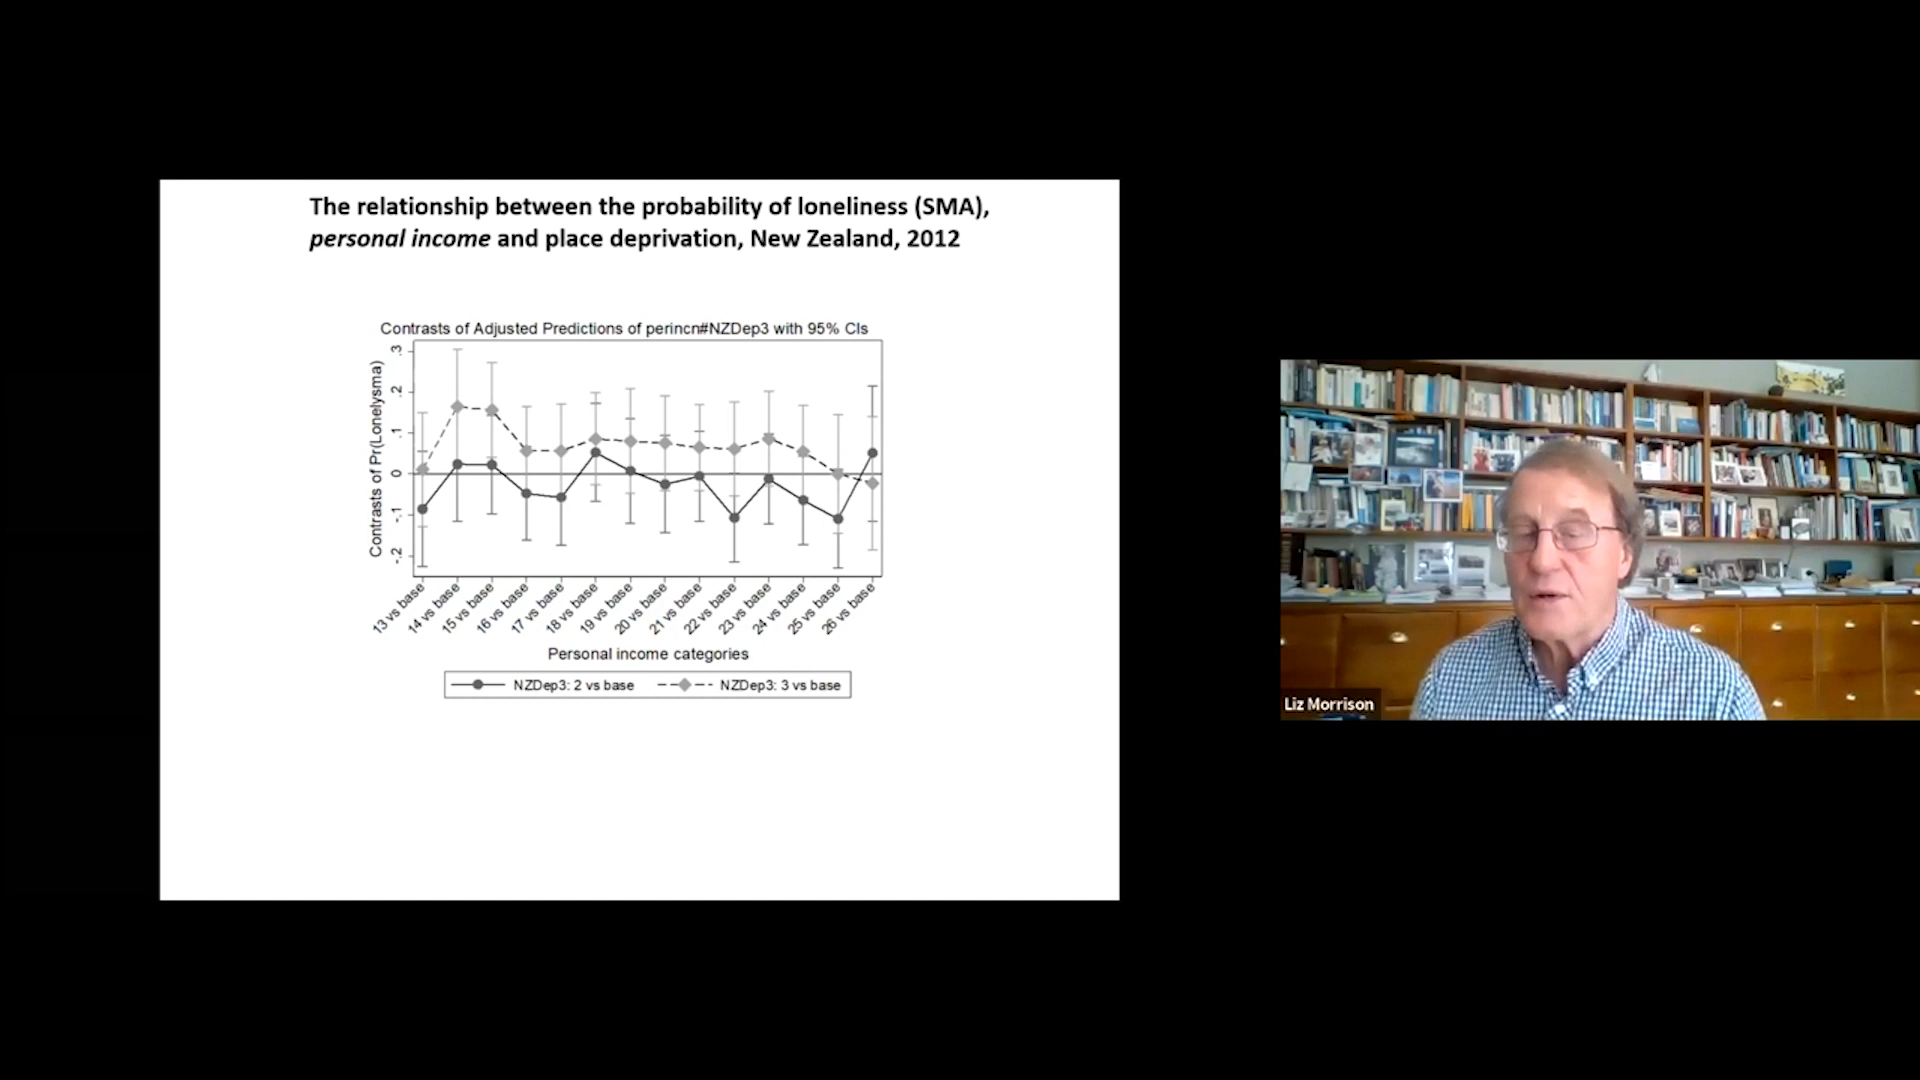 The relationship between the probability of loneliness (SMA),
personal income and place deprivation, New Zealand, 2012
Contrasts of Adjusted Predictions of perincn#NZDep3 with 95% CIs
Contrasts of Pr(Lonelysma)
.3
.2
.1
0
-.1
-.2
13 vs base
14 vs base
15 vs base
16 vs base
17 vs base
18 vs base
19 vs base
20 vs base
21 vs base
22 vs base
23 vs base
24 vs base
25 vs base
26 vs base
Personal income categories
NZDep3: 2 vs base NZDep3: 3 vs base
Liz Morrison